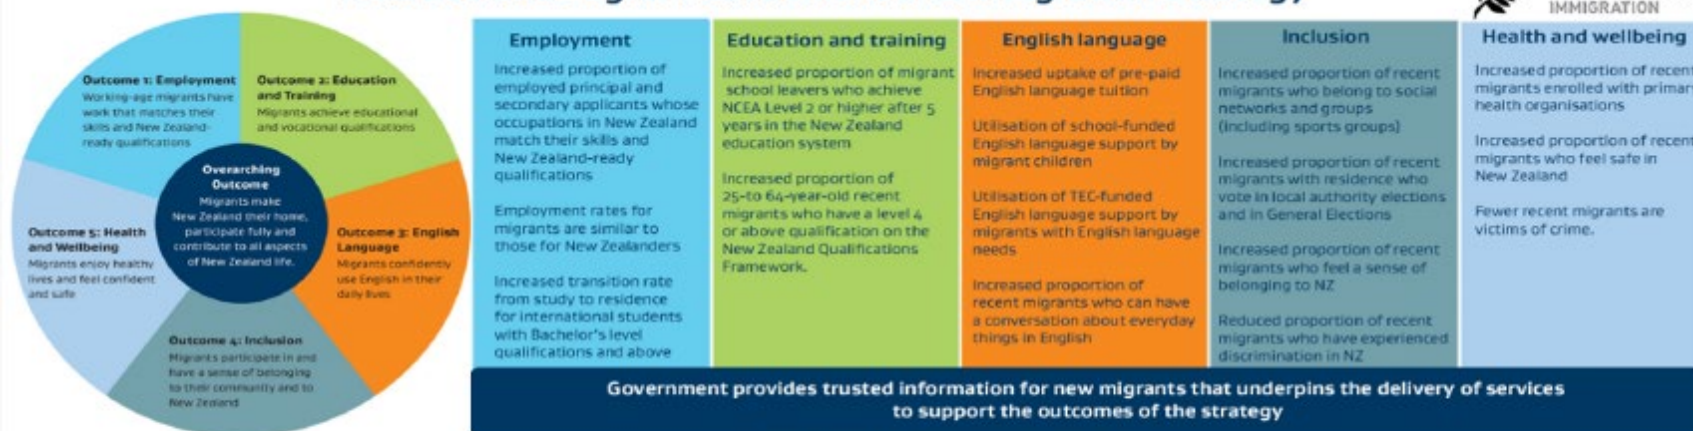 IMMIGRATION
Outcome 1: Employment
Working-age migrants have
work that matches their
skills and New Zealand-
ready qualifications
Outcome 2: Education
and Training
Migrants achieve educational
and vocational qualifications
Overarching
Outcome
Migrants make
New Zealand their home,
participate fully and
contribute to all aspects
of New Zealand life.
Outcome 5: Health
and Wellbeing
Migrants enjoy healthy
lives and feel confident
and safe
Outcome 3: English
Language
Migrants confidently
use English in their
daily lives
Outcome 4: Inclusion
Migrants participate in and
have a sense of belonging
to their community and to
New Zealand
Employment
Increased proportion of
employed principal and
secondary applicants whose
occupations in New Zealand
match their skills and
New Zealand-ready
qualifications
Employment rates for
migrants are similar to
those for New Zealanders
Increased transition rate
from study to residence
for international students
with Bachelor's level
qualifications and above
Education and training
Increased proportion of migrant
school leavers who achieve
NCEA Level 2 or higher after 5
years in the New Zealand
education system
Increased proportion of
25-to 64-year-old recent
migrants who have a level 4
or above qualification on the
New Zealand Qualifications
Framework.
English language
Increased uptake of pre-paid
English language tuition
Utilisation of school-funded
English language support by
migrant children
Utilisation of TEC-funded
English language support by
migrants with English language
needs
Increased proportion of
recent migrants who can have
a conversation about everyday
things in English
Inclusion
Increased proportion of recent
migrants who belong to social
networks and groups
(including sports groups)
Increased proportion of recent
migrants with residence who
vote in local authority elections
and in General Elections
Increased proportion of recent
migrants who feel a sense of
belonging to NZ
Reduced proportion of recent
migrants who have experienced
discrimination in NZ
Health and wellbeing
Increased proportion of recent
migrants enrolled with primary
health organisations
Increased proportion of recent
migrants who feel safe in
New Zealand
Fewer recent migrants are
victims of crime.
Government provides trusted information for new migrants that underpins the delivery of services
to support the outcomes of the strategy